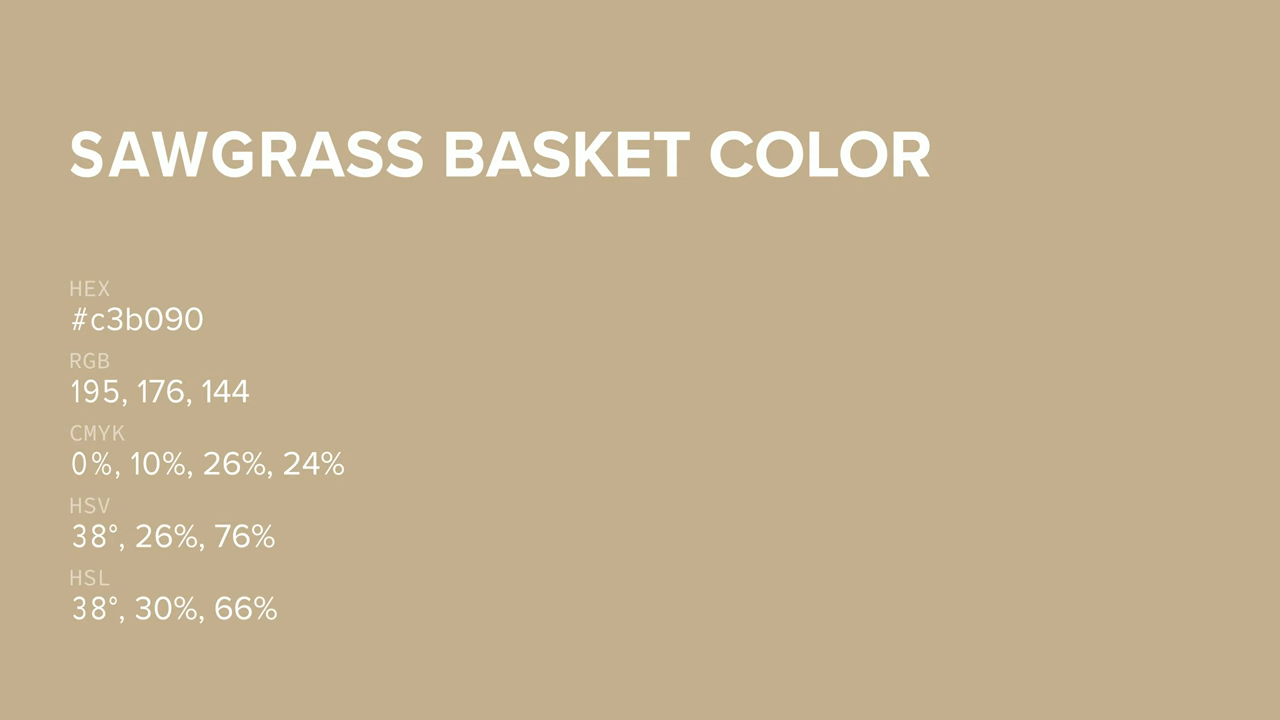 SAWGRASS BASKET COLOR
HEX
#c3b090
RGB
195, 176, 144
CMYK
0%, 10%, 26%, 24%
HSV
38°, 26%, 76%
HSL
38°, 30%, 66%